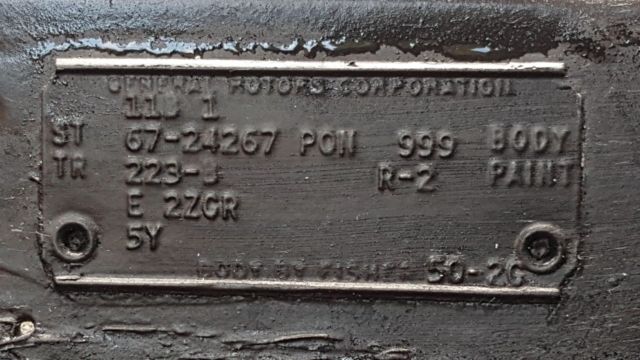 GENERAL MOTORS CORPORATION
11B 1
ST 67-24267 PON 999 BODY
TR 223-J R-2 PAINT
E 2ZGR
5Y
BODY BY FISHER 50-2C